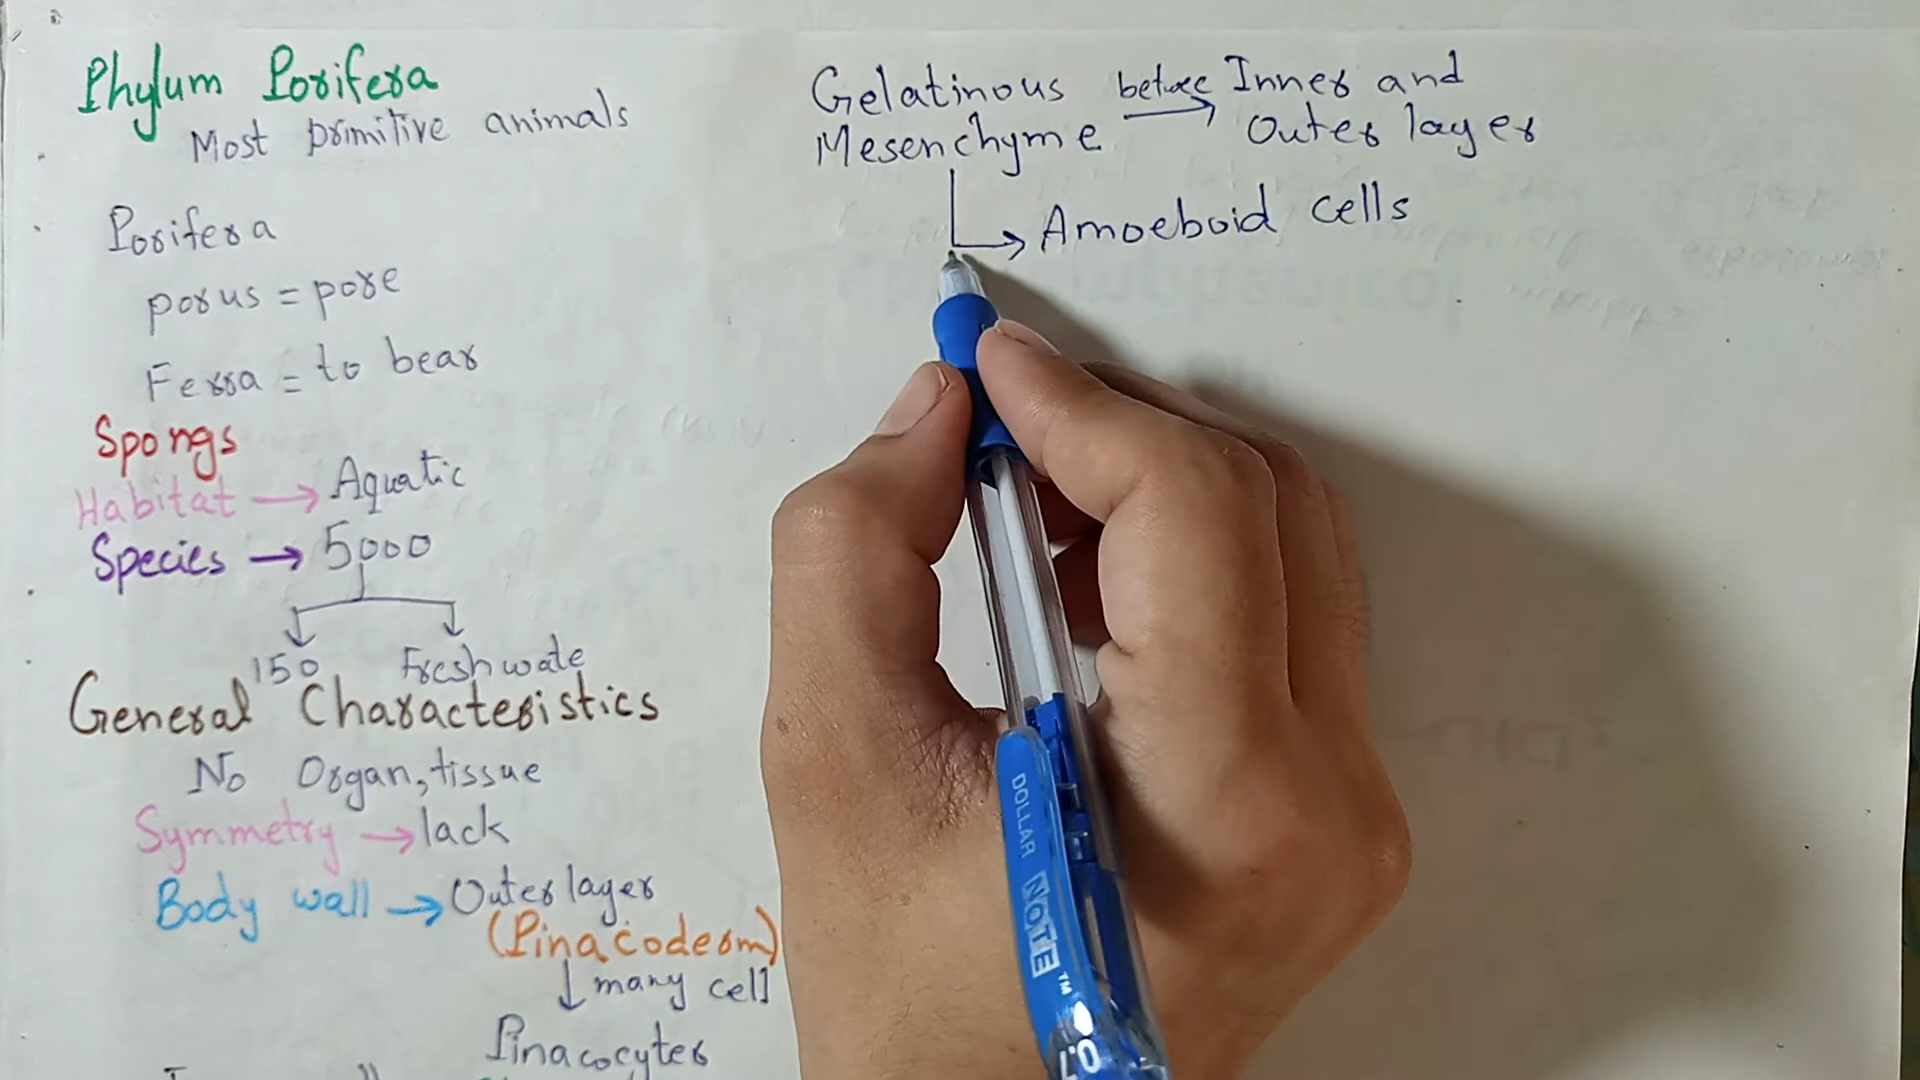 Phylum Porifera
Most primitive animals
Porifera
porus = pore
Ferra = to bear
Spongs
Habitat → Aquatic
Species → 5000
150 Freshwate
General Characteristics
No Organ, tissue
Symmetry → lack
Body wall → Outer layer
(Pinacoderm)
↓ many cell
Pinacocytes
Gelatinous Inner and
Mesenchyme → Outer layer
→ Amoeboid cells
DOLLAR NOTE™ 0.7